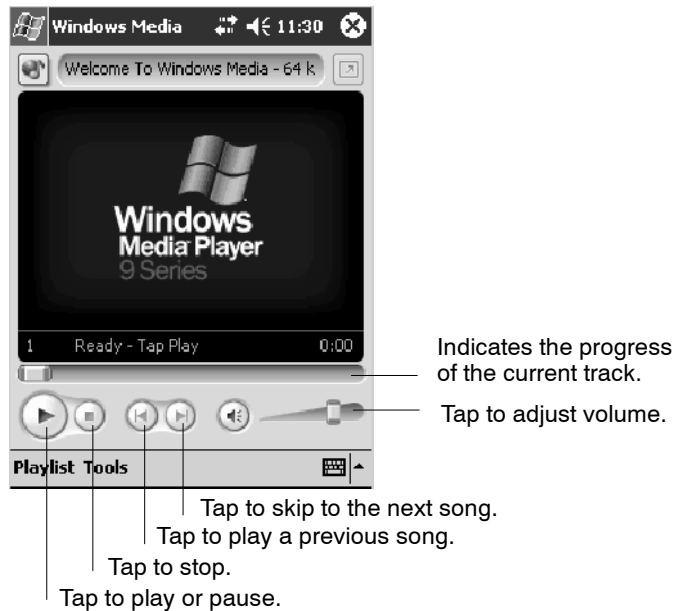 Windows Media 11:30
Welcome To Windows Media - 64 k
Windows
Media Player
9 Series
1 Ready - Tap Play 0:00
Indicates the progress
of the current track.
Tap to adjust volume.
Playlist Tools
Tap to skip to the next song.
Tap to play a previous song.
Tap to stop.
Tap to play or pause.